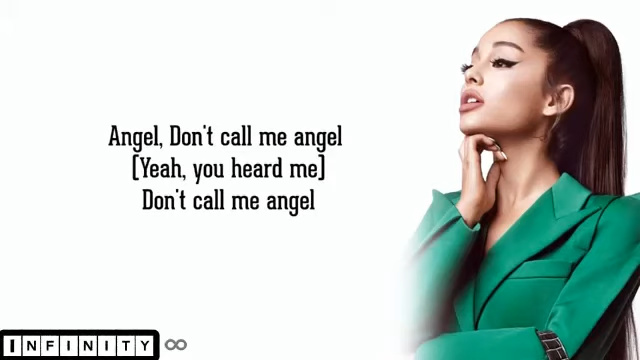 Angel, Don't call me angel
[Yeah, you heard me]
Don't call me angel
INFINITY